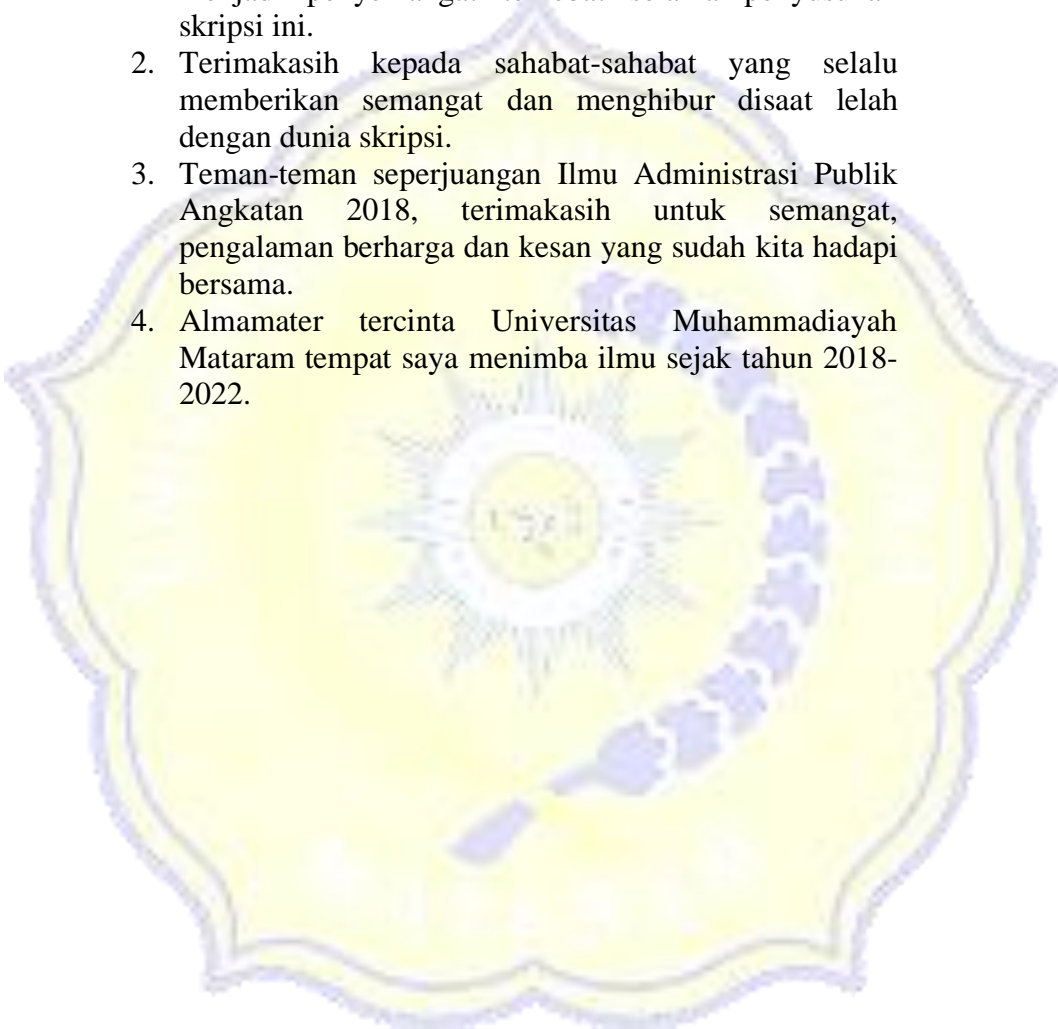 skripsi ini.
2. Terimakasih kepada sahabat-sahabat yang selalu
memberikan semangat dan menghibur disaat lelah
dengan dunia skripsi.
3. Teman-teman seperjuangan Ilmu Administrasi Publik
Angkatan 2018, terimakasih untuk semangat,
pengalaman berharga dan kesan yang sudah kita hadapi
bersama.
4. Almamater tercinta Universitas Muhammadiayah
Mataram tempat saya menimba ilmu sejak tahun 2018-
2022.